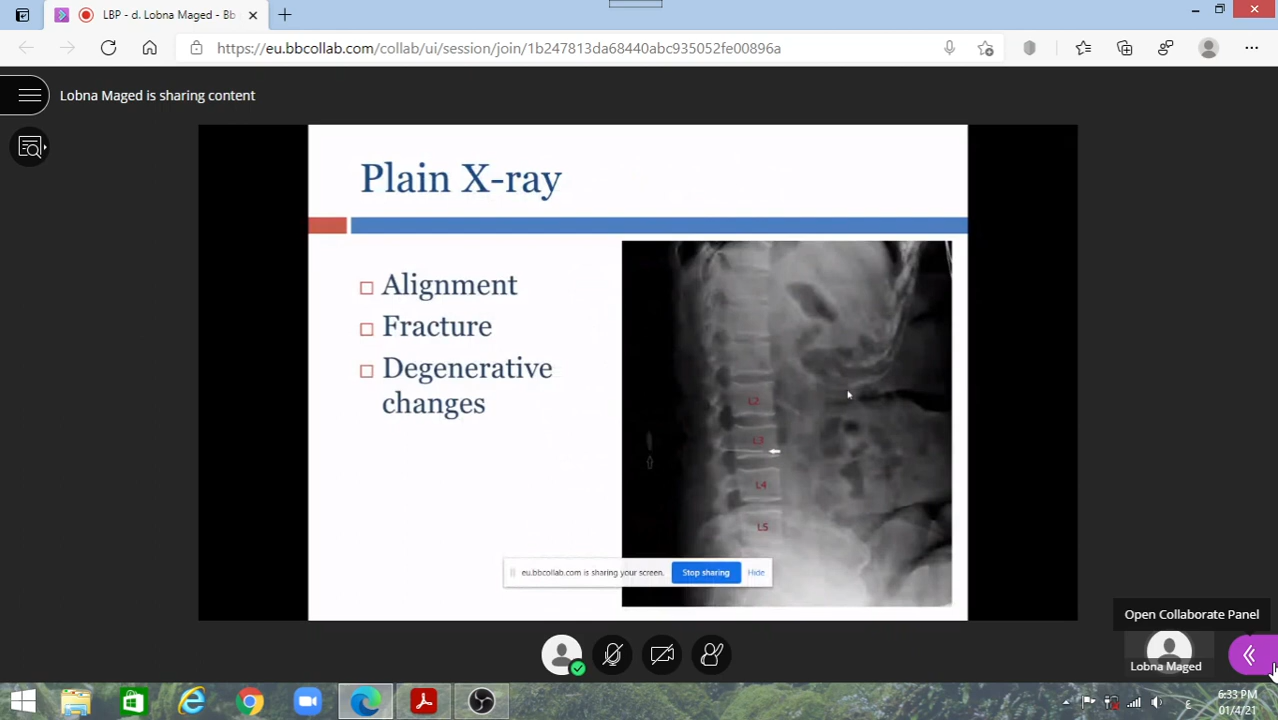 LBP - d. Lobna Maged - Bb
https://eu.bbcollab.com/collab/ui/session/join/1b247813da68440abc935052fe00896a
Lobna Maged is sharing content
Plain X-ray
Alignment
Fracture
Degenerative
changes
L2
L3
L4
L5
eu.bbcollab.com is sharing your screen. Stop sharing Hide
Open Collaborate Panel
Lobna Maged
6:33 PM
01/4/21
ع